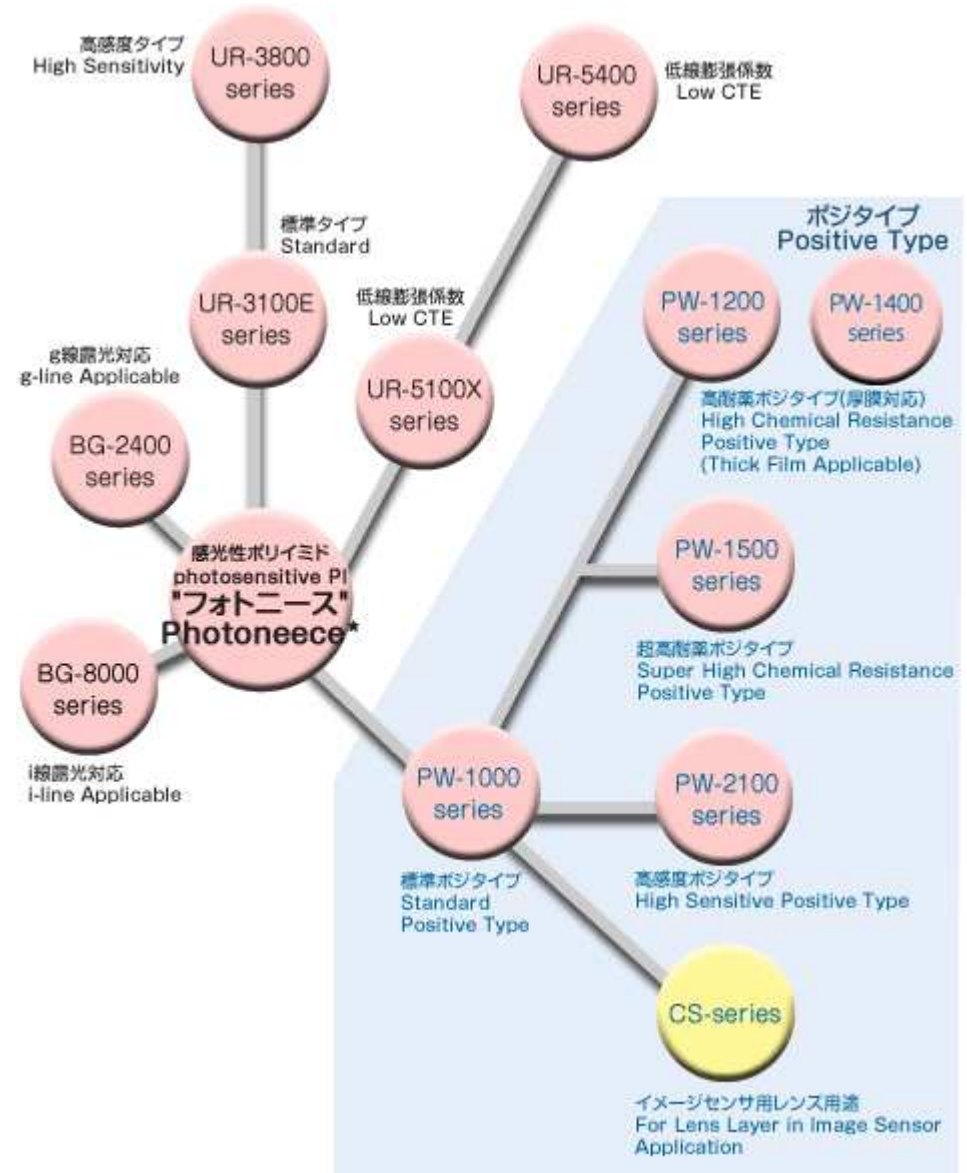 高感度タイプ
High Sensitivity
UR-3800
series
UR-5400
series
低線膨張係数
Low CTE
標準タイプ
Standard
UR-3100E
series
低線膨張係数
Low CTE
UR-5100X
series
g線露光対応
g-line Applicable
BG-2400
series
感光性ポリイミド
photosensitive PI
"フォトニース"
Photoneece*
BG-8000
series
i線露光対応
i-line Applicable
ポジタイプ
Positive Type
PW-1200
series
PW-1400
series
高耐薬ポジタイプ(厚膜対応)
High Chemical Resistance
Positive Type
(Thick Film Applicable)
PW-1500
series
超高耐薬ポジタイプ
Super High Chemical Resistance
Positive Type
PW-1000
series
標準ポジタイプ
Standard
Positive Type
PW-2100
series
高感度ポジタイプ
High Sensitive Positive Type
CS-series
イメージセンサ用レンズ用途
For Lens Layer in Image Sensor
Application